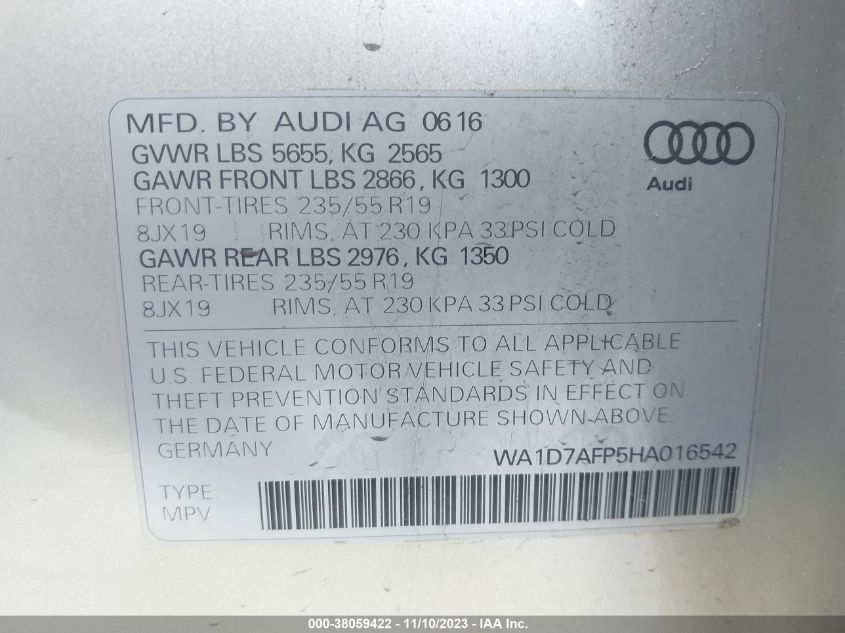 MFD. BY AUDI AG 0616
GVWR LBS 5655, KG 2565
GAWR FRONT LBS 2866, KG 1300
FRONT-TIRES 235/55 R19
8JX19 RIMS, AT 230 KPA 33 PSI COLD
GAWR REAR LBS 2976, KG 1350
REAR-TIRES 235/55 R19
8JX19 RIMS, AT 230 KPA 33 PSI COLD
Audi
THIS VEHICLE CONFORMS TO ALL APPLICABLE
U.S. FEDERAL MOTOR VEHICLE SAFETY AND
THEFT PREVENTION STANDARDS IN EFFECT ON
THE DATE OF MANUFACTURE SHOWN ABOVE.
GERMANY
WA1D7AFP5HA016542
TYPE:
MPV
000-38059422 - 11/10/2023 - IAA Inc.